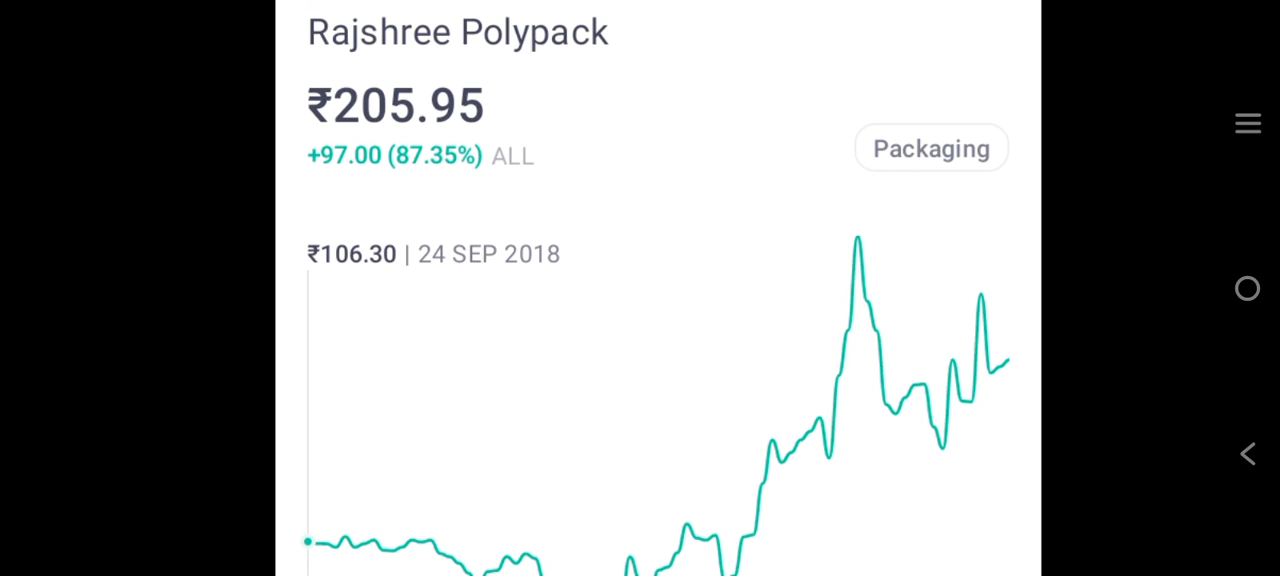 Rajshree Polypack
₹205.95
+97.00 (87.35%) ALL
Packaging
₹106.30 | 24 SEP 2018